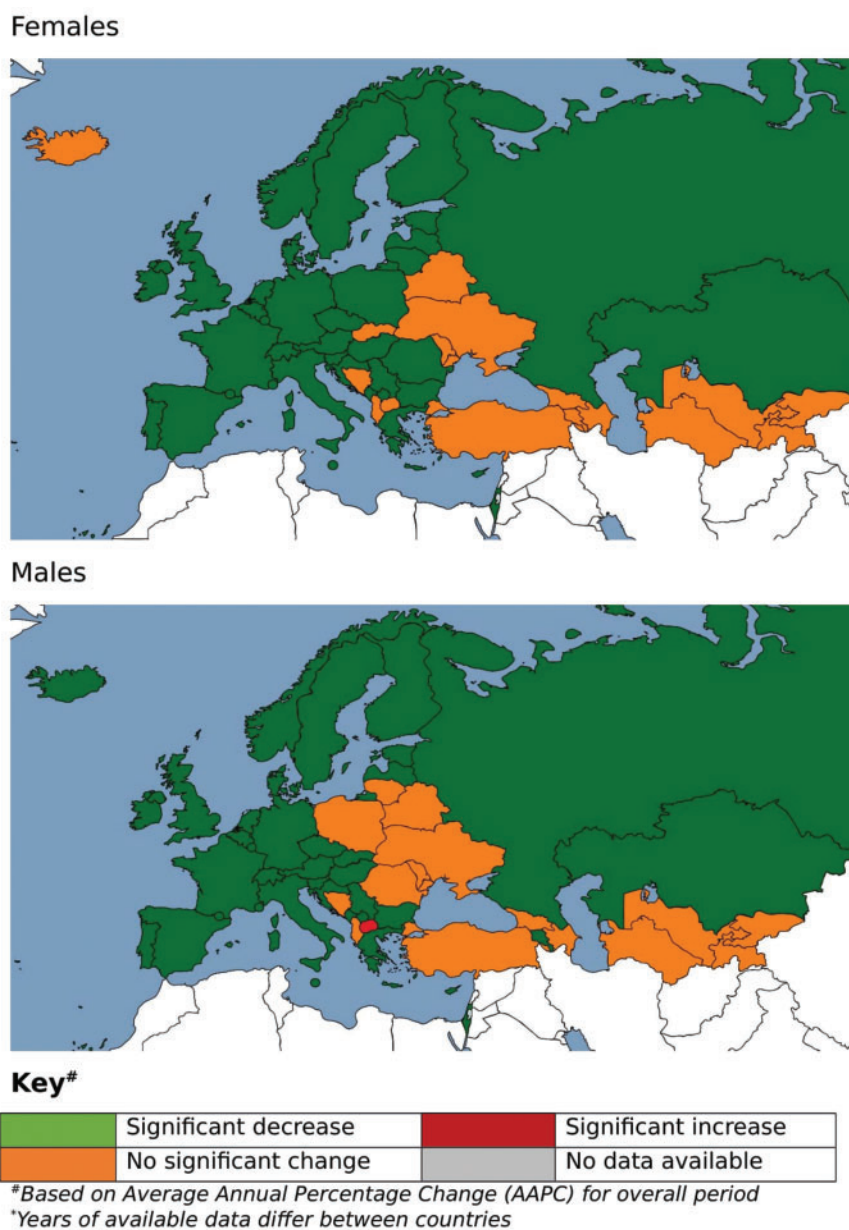 Females
Males
Key#
Significant decrease
Significant increase
No significant change
No data available
#Based on Average Annual Percentage Change (AAPC) for overall period
*Years of available data differ between countries